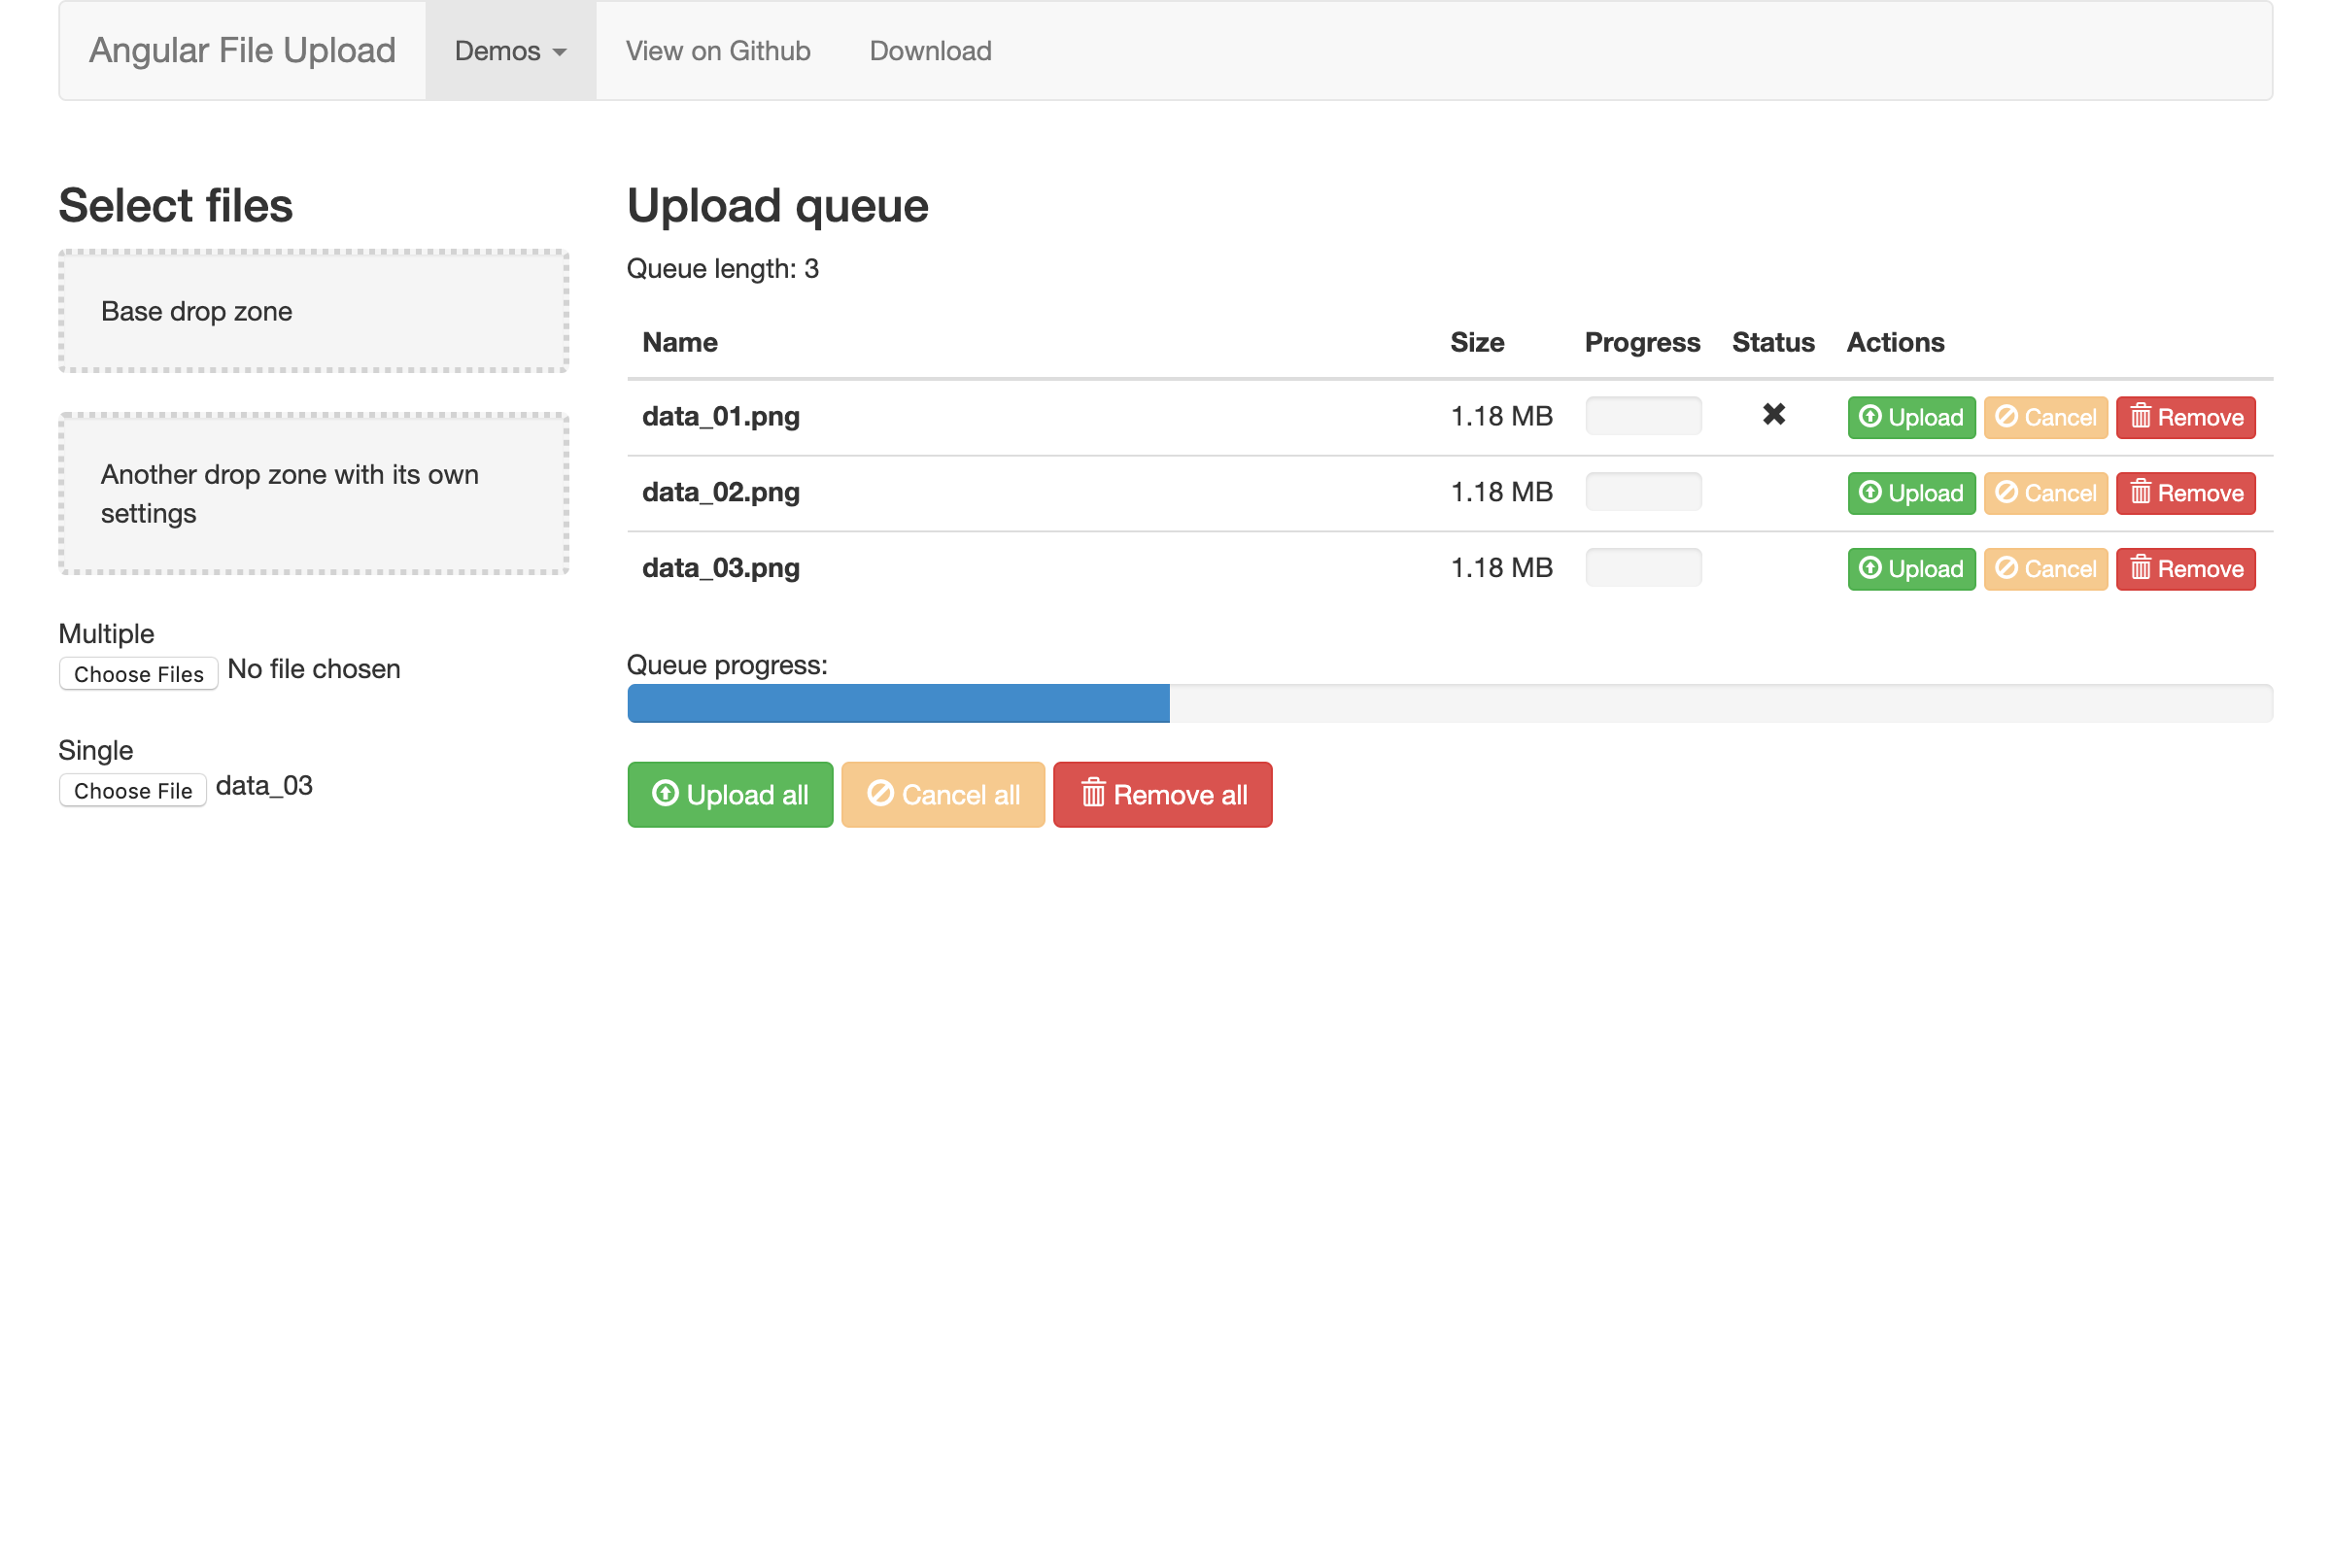 Angular File Upload Demos View on Github Download
Select files
Base drop zone
Another drop zone with its own
settings
Multiple
Choose Files No file chosen
Single
Choose File data_03
Upload queue
Queue length: 3
Name Size Progress Status Actions
data_01.png 1.18 MB Upload Cancel Remove
data_02.png 1.18 MB Upload Cancel Remove
data_03.png 1.18 MB Upload Cancel Remove
Queue progress:
Upload all Cancel all Remove all